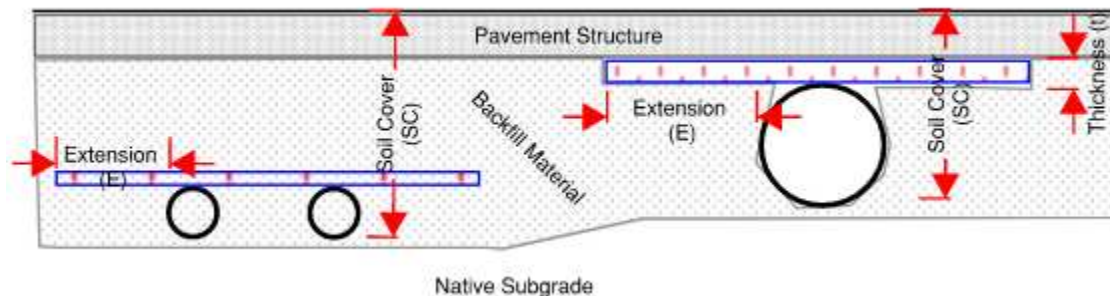 Pavement Structure
Thickness (t)
Soil Cover
(SC)
Soil Cover
(SC)
Extension
(E)
Backfill Material
Extension
(E)
Native Subgrade